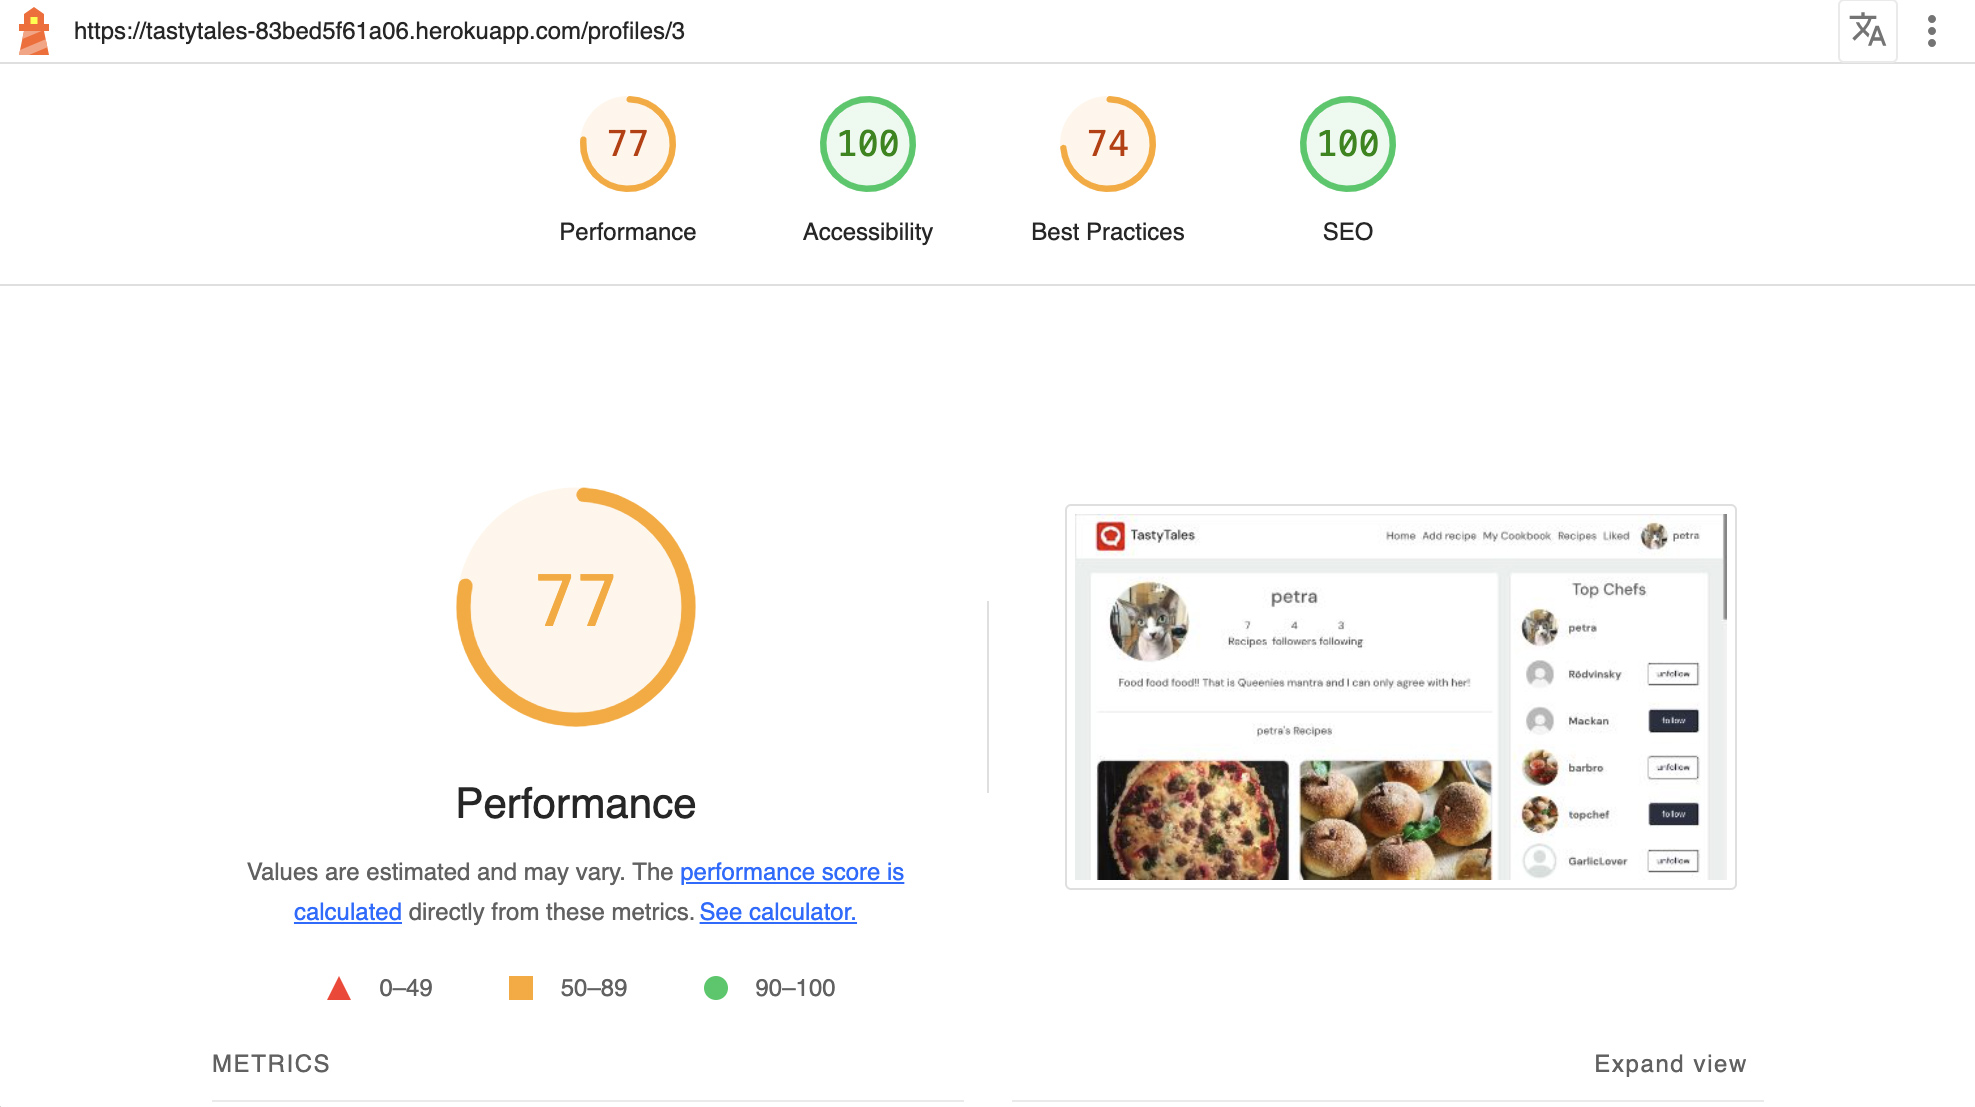 https://tastytales-83bed5f61a06.herokuapp.com/profiles/3
77 100 74 100
Performance Accessibility Best Practices SEO
77
Performance
Values are estimated and may vary. The performance score is
calculated directly from these metrics. See calculator.
0–49 50–89 90–100
TastyTales
Home Add recipe My Cookbook Recipes Liked petra
petra
7 4 3
Recipes followers following
Food food food!! That is Queenies mantra and I can only agree with her!
petra's Recipes
Top Chefs
petra
Rödvinsky unfollow
Mackan follow
barbro unfollow
topchef follow
GarlicLover unfollow
METRICS
Expand view